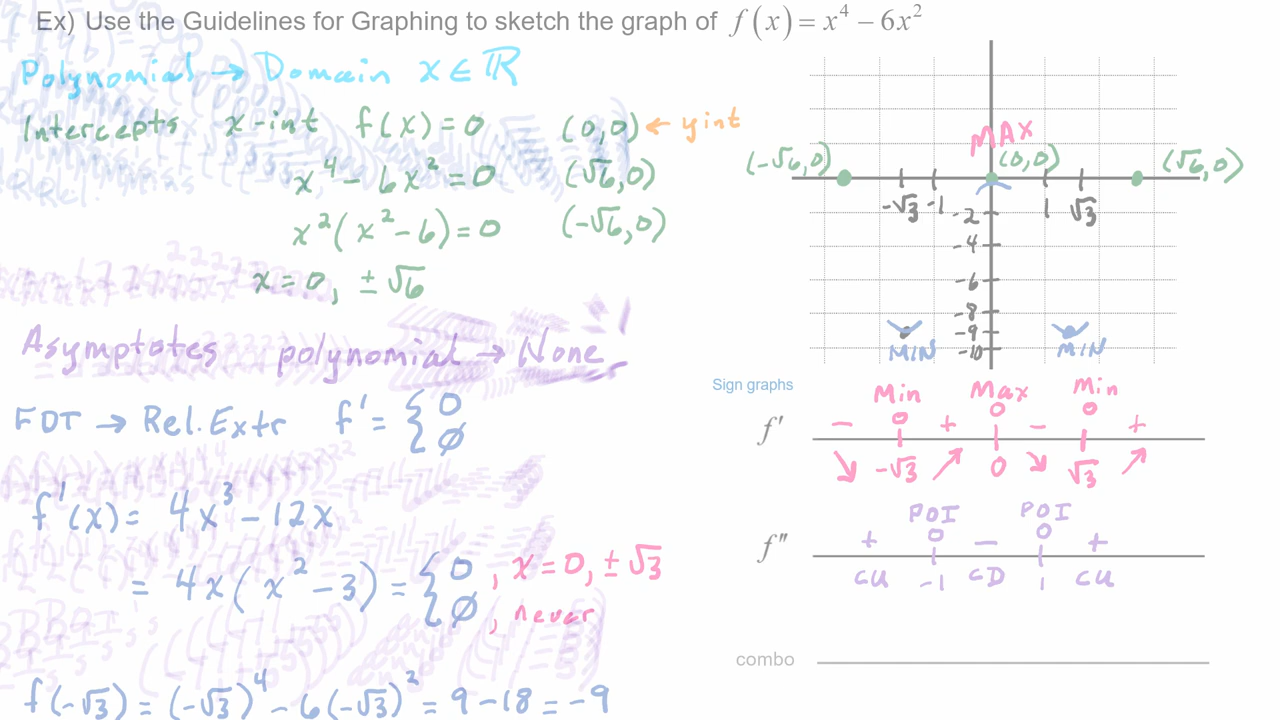 Ex) Use the Guidelines for Graphing to sketch the graph of f(x) = x⁴ − 6x²
Polynomial → Domain x ∈ ℝ
Intercepts x-int f(x) = 0 (0,0) ← y int
x⁴ − 6x² = 0 (√6,0)
x²(x² − 6) = 0 (−√6,0)
x = 0, ±√6
Asymptotes polynomial → None
FDT → Rel. Extr f' = { 0
∅
f'(x) = 4x³ − 12x
= 4x(x² − 3) = { 0, x = 0, ±√3
∅, never
f(−√3) = (−√3)⁴ − 6(−√3)² = 9 − 18 = −9
MAX
(−√6,0) (0,0) (√6,0)
−√3 −1 1 √3
−2
−4
−6
−8
−9
−10
MIN MIN
Sign graphs
Min Max Min
0 0 0
f' − + − +
↘ −√3 ↗ 0 ↘ √3 ↗
POI POI
0 0
f" + − +
CU −1 CD 1 CU
combo